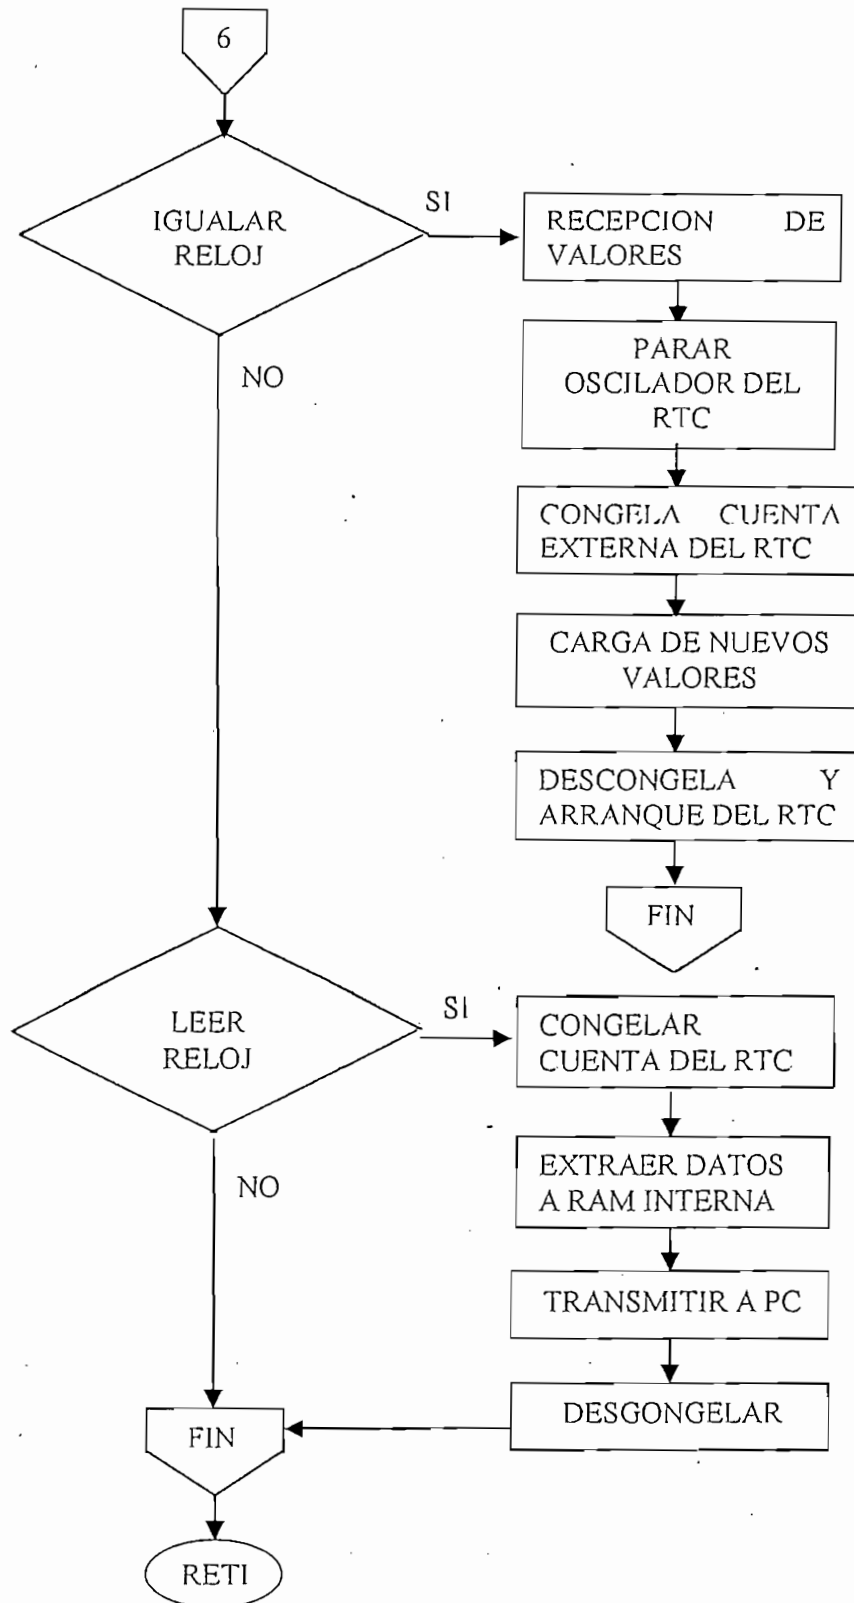 6
IGUALAR
RELOJ
SI
RECEPCION DE
VALORES
PARAR
OSCILADOR DEL
RTC
NO
CONGELA CUENTA
EXTERNA DEL RTC
CARGA DE NUEVOS
VALORES
DESCONGELA Y
ARRANQUE DEL RTC
FIN
LEER
RELOJ
SI
CONGELAR
CUENTA DEL RTC
NO
EXTRAER DATOS
A RAM INTERNA
TRANSMITIR A PC
DESGONGELAR
FIN
RETI